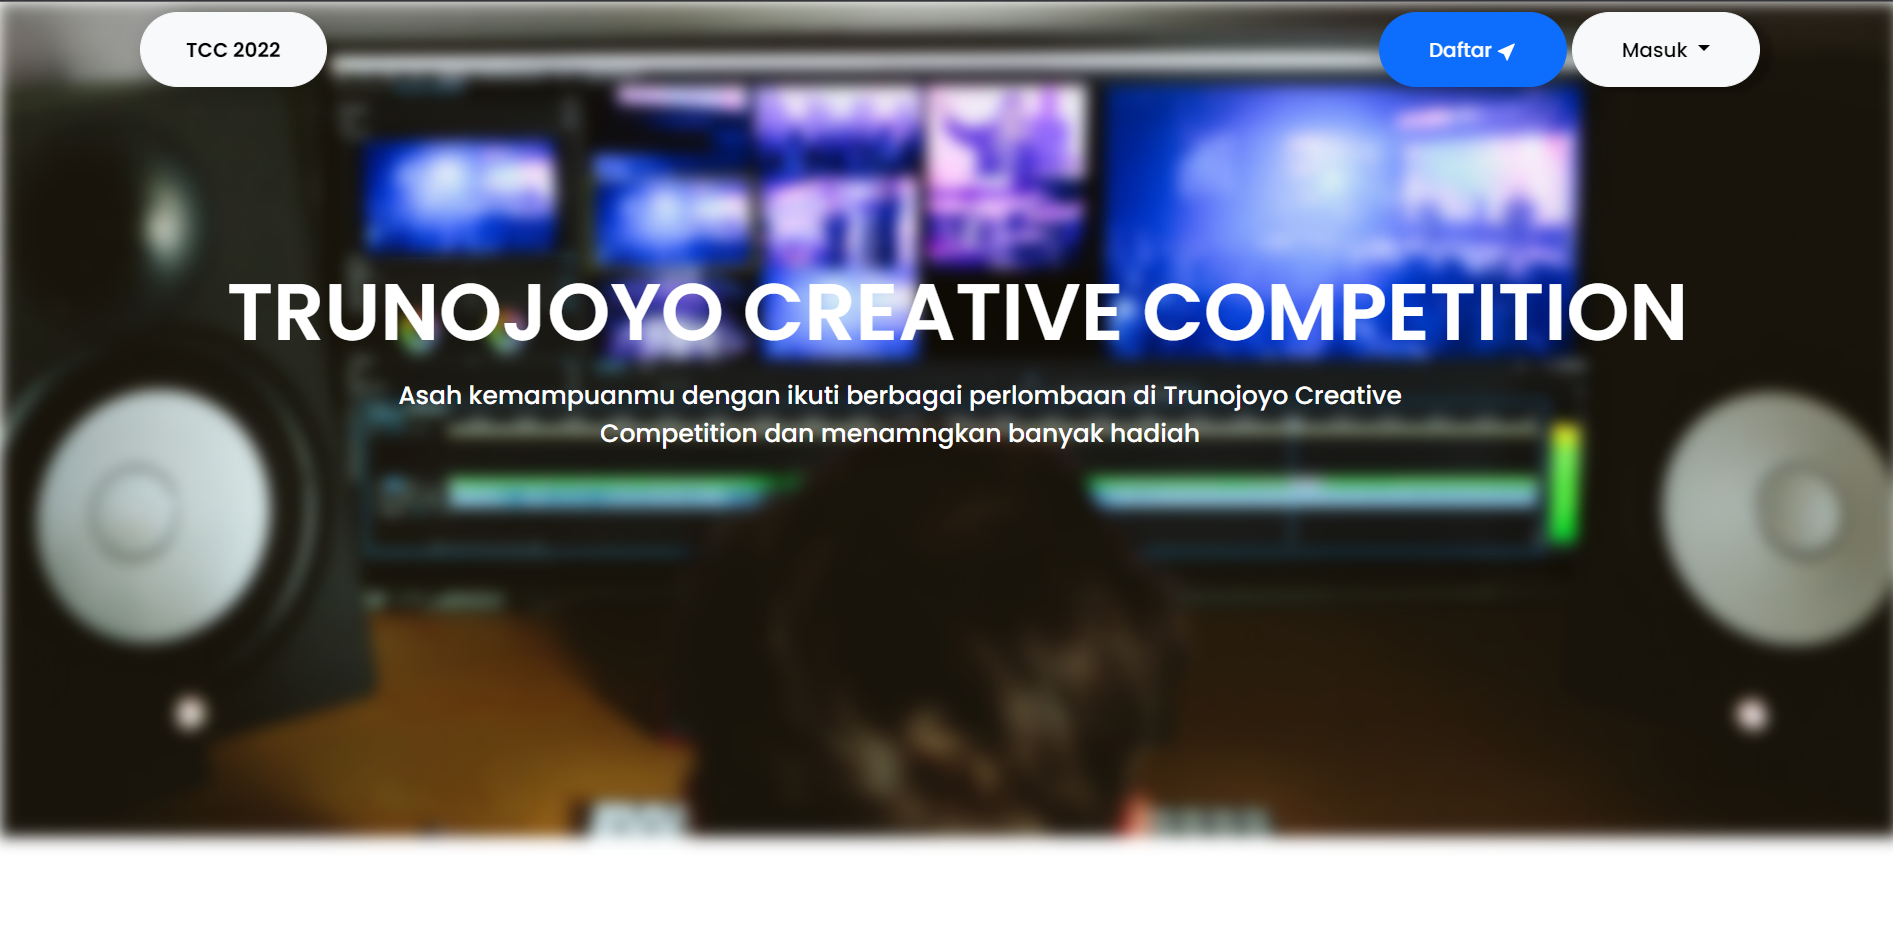 TCC 2022
Daftar
Masuk
TRUNOJOYO CREATIVE COMPETITION
Asah kemampuanmu dengan ikuti berbagai perlombaan di Trunojoyo Creative
Competition dan menamngkan banyak hadiah